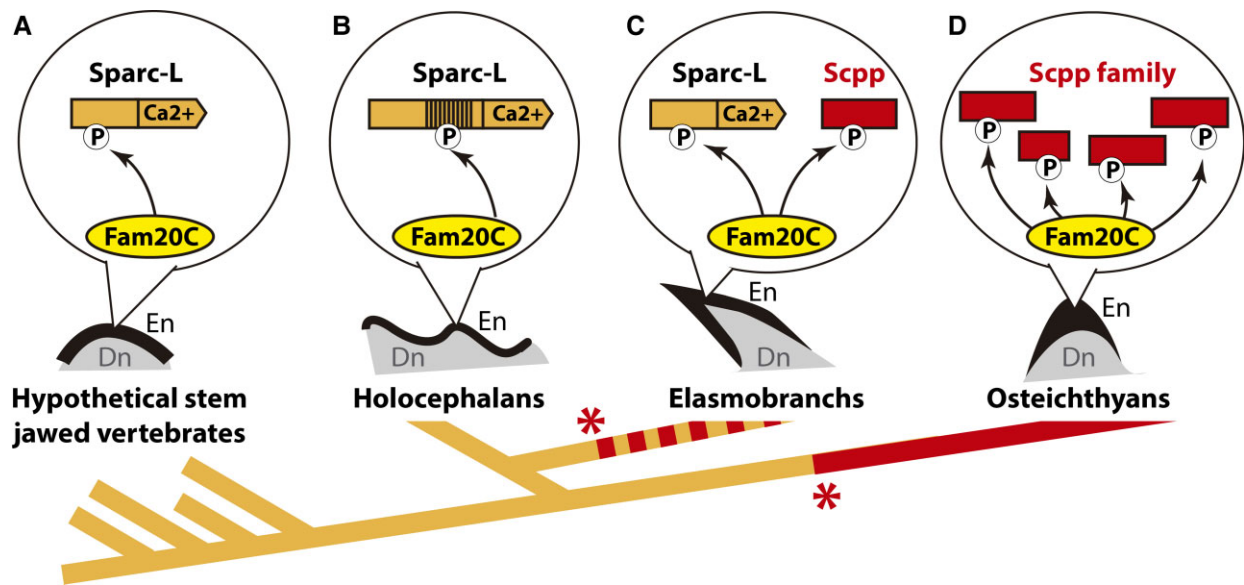 A
Sparc-L
Ca2+
P
Fam20C
En
Dn
Hypothetical stem
jawed vertebrates
B
Sparc-L
Ca2+
P
Fam20C
En
Dn
Holocephalans
C
Sparc-L
Scpp
Ca2+
P
P
Fam20C
En
Dn
Elasmobranchs
*
D
Scpp family
P
P
P
P
Fam20C
En
Dn
Osteichthyans
*